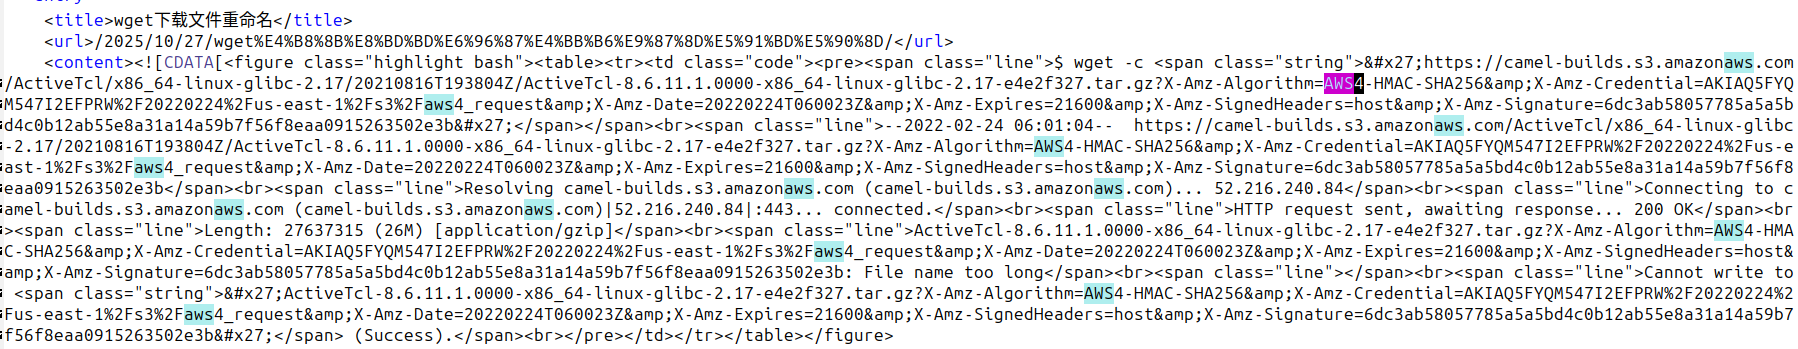 <title>wget下载文件重命名</title>
<url>/2025/10/27/wget%E4%B8%8B%E8%BD%BD%E6%96%87%E4%BB%B6%E9%87%8D%E5%91%BD%E5%90%8D/</url>
<content><![CDATA[<figure class="highlight bash"><table><tr><td class="code"><pre><span class="line">$ wget -c <span class="string">&#x27;https://camel-builds.s3.amazonaws.com
/ActiveTcl/x86_64-linux-glibc-2.17/20210816T193804Z/ActiveTcl-8.6.11.1.0000-x86_64-linux-glibc-2.17-e4e2f327.tar.gz?X-Amz-Algorithm=AWS4-HMAC-SHA256&amp;X-Amz-Credential=AKIAQ5FYQ
M547I2EFPRW%2F20220224%2Fus-east-1%2Fs3%2Faws4_request&amp;X-Amz-Date=20220224T060023Z&amp;X-Amz-Expires=21600&amp;X-Amz-SignedHeaders=host&amp;X-Amz-Signature=6dc3ab58057785a5a5b
d4c0b12ab55e8a31a14a59b7f56f8eaa0915263502e3b&#x27;</span></span><br><span class="line">--2022-02-24 06:01:04--  https://camel-builds.s3.amazonaws.com/ActiveTcl/x86_64-linux-glibc
-2.17/20210816T193804Z/ActiveTcl-8.6.11.1.0000-x86_64-linux-glibc-2.17-e4e2f327.tar.gz?X-Amz-Algorithm=AWS4-HMAC-SHA256&amp;X-Amz-Credential=AKIAQ5FYQM547I2EFPRW%2F20220224%2Fus-e
ast-1%2Fs3%2Faws4_request&amp;X-Amz-Date=20220224T060023Z&amp;X-Amz-Expires=21600&amp;X-Amz-SignedHeaders=host&amp;X-Amz-Signature=6dc3ab58057785a5a5bd4c0b12ab55e8a31a14a59b7f56f8
eaa0915263502e3b</span><br><span class="line">Resolving camel-builds.s3.amazonaws.com (camel-builds.s3.amazonaws.com)... 52.216.240.84</span><br><span class="line">Connecting to c
amel-builds.s3.amazonaws.com (camel-builds.s3.amazonaws.com)|52.216.240.84|:443... connected.</span><br><span class="line">HTTP request sent, awaiting response... 200 OK</span><br
><span class="line">Length: 27637315 (26M) [application/gzip]</span><br><span class="line">ActiveTcl-8.6.11.1.0000-x86_64-linux-glibc-2.17-e4e2f327.tar.gz?X-Amz-Algorithm=AWS4-HMA
C-SHA256&amp;X-Amz-Credential=AKIAQ5FYQM547I2EFPRW%2F20220224%2Fus-east-1%2Fs3%2Faws4_request&amp;X-Amz-Date=20220224T060023Z&amp;X-Amz-Expires=21600&amp;X-Amz-SignedHeaders=host&
amp;X-Amz-Signature=6dc3ab58057785a5a5bd4c0b12ab55e8a31a14a59b7f56f8eaa0915263502e3b: File name too long</span><br><span class="line"></span><br><span class="line">Cannot write to
<span class="string">&#x27;ActiveTcl-8.6.11.1.0000-x86_64-linux-glibc-2.17-e4e2f327.tar.gz?X-Amz-Algorithm=AWS4-HMAC-SHA256&amp;X-Amz-Credential=AKIAQ5FYQM547I2EFPRW%2F20220224%2
Fus-east-1%2Fs3%2Faws4_request&amp;X-Amz-Date=20220224T060023Z&amp;X-Amz-Expires=21600&amp;X-Amz-SignedHeaders=host&amp;X-Amz-Signature=6dc3ab58057785a5a5bd4c0b12ab55e8a31a14a59b7
f56f8eaa0915263502e3b&#x27;</span> (Success).</span><br></pre></td></tr></table></figure>